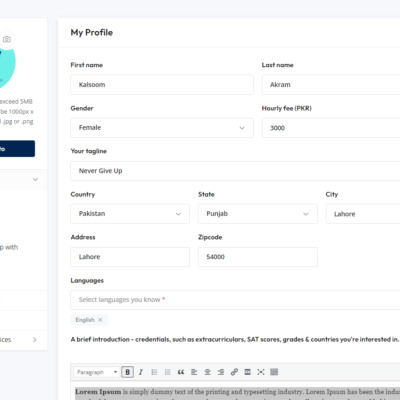 My Profile
exceed 5MB
be 1000px x
.jpg or .png
to
p with
ices
First name
Last name
Kalsoom
Akram
Gender
Hourly fee (PKR)
Female
3000
Your tagline
Never Give Up
Country
State
City
Pakistan
Punjab
Lahore
Address
Zipcode
Lahore
54000
Languages
Select languages you know *
English ×
A brief introduction - credentials, such as extracurriculars, SAT scores, grades & countries you're interested in.
Paragraph B I
Lorem Ipsum is simply dummy text of the printing and typesetting industry. Lorem Ipsum has been the indu